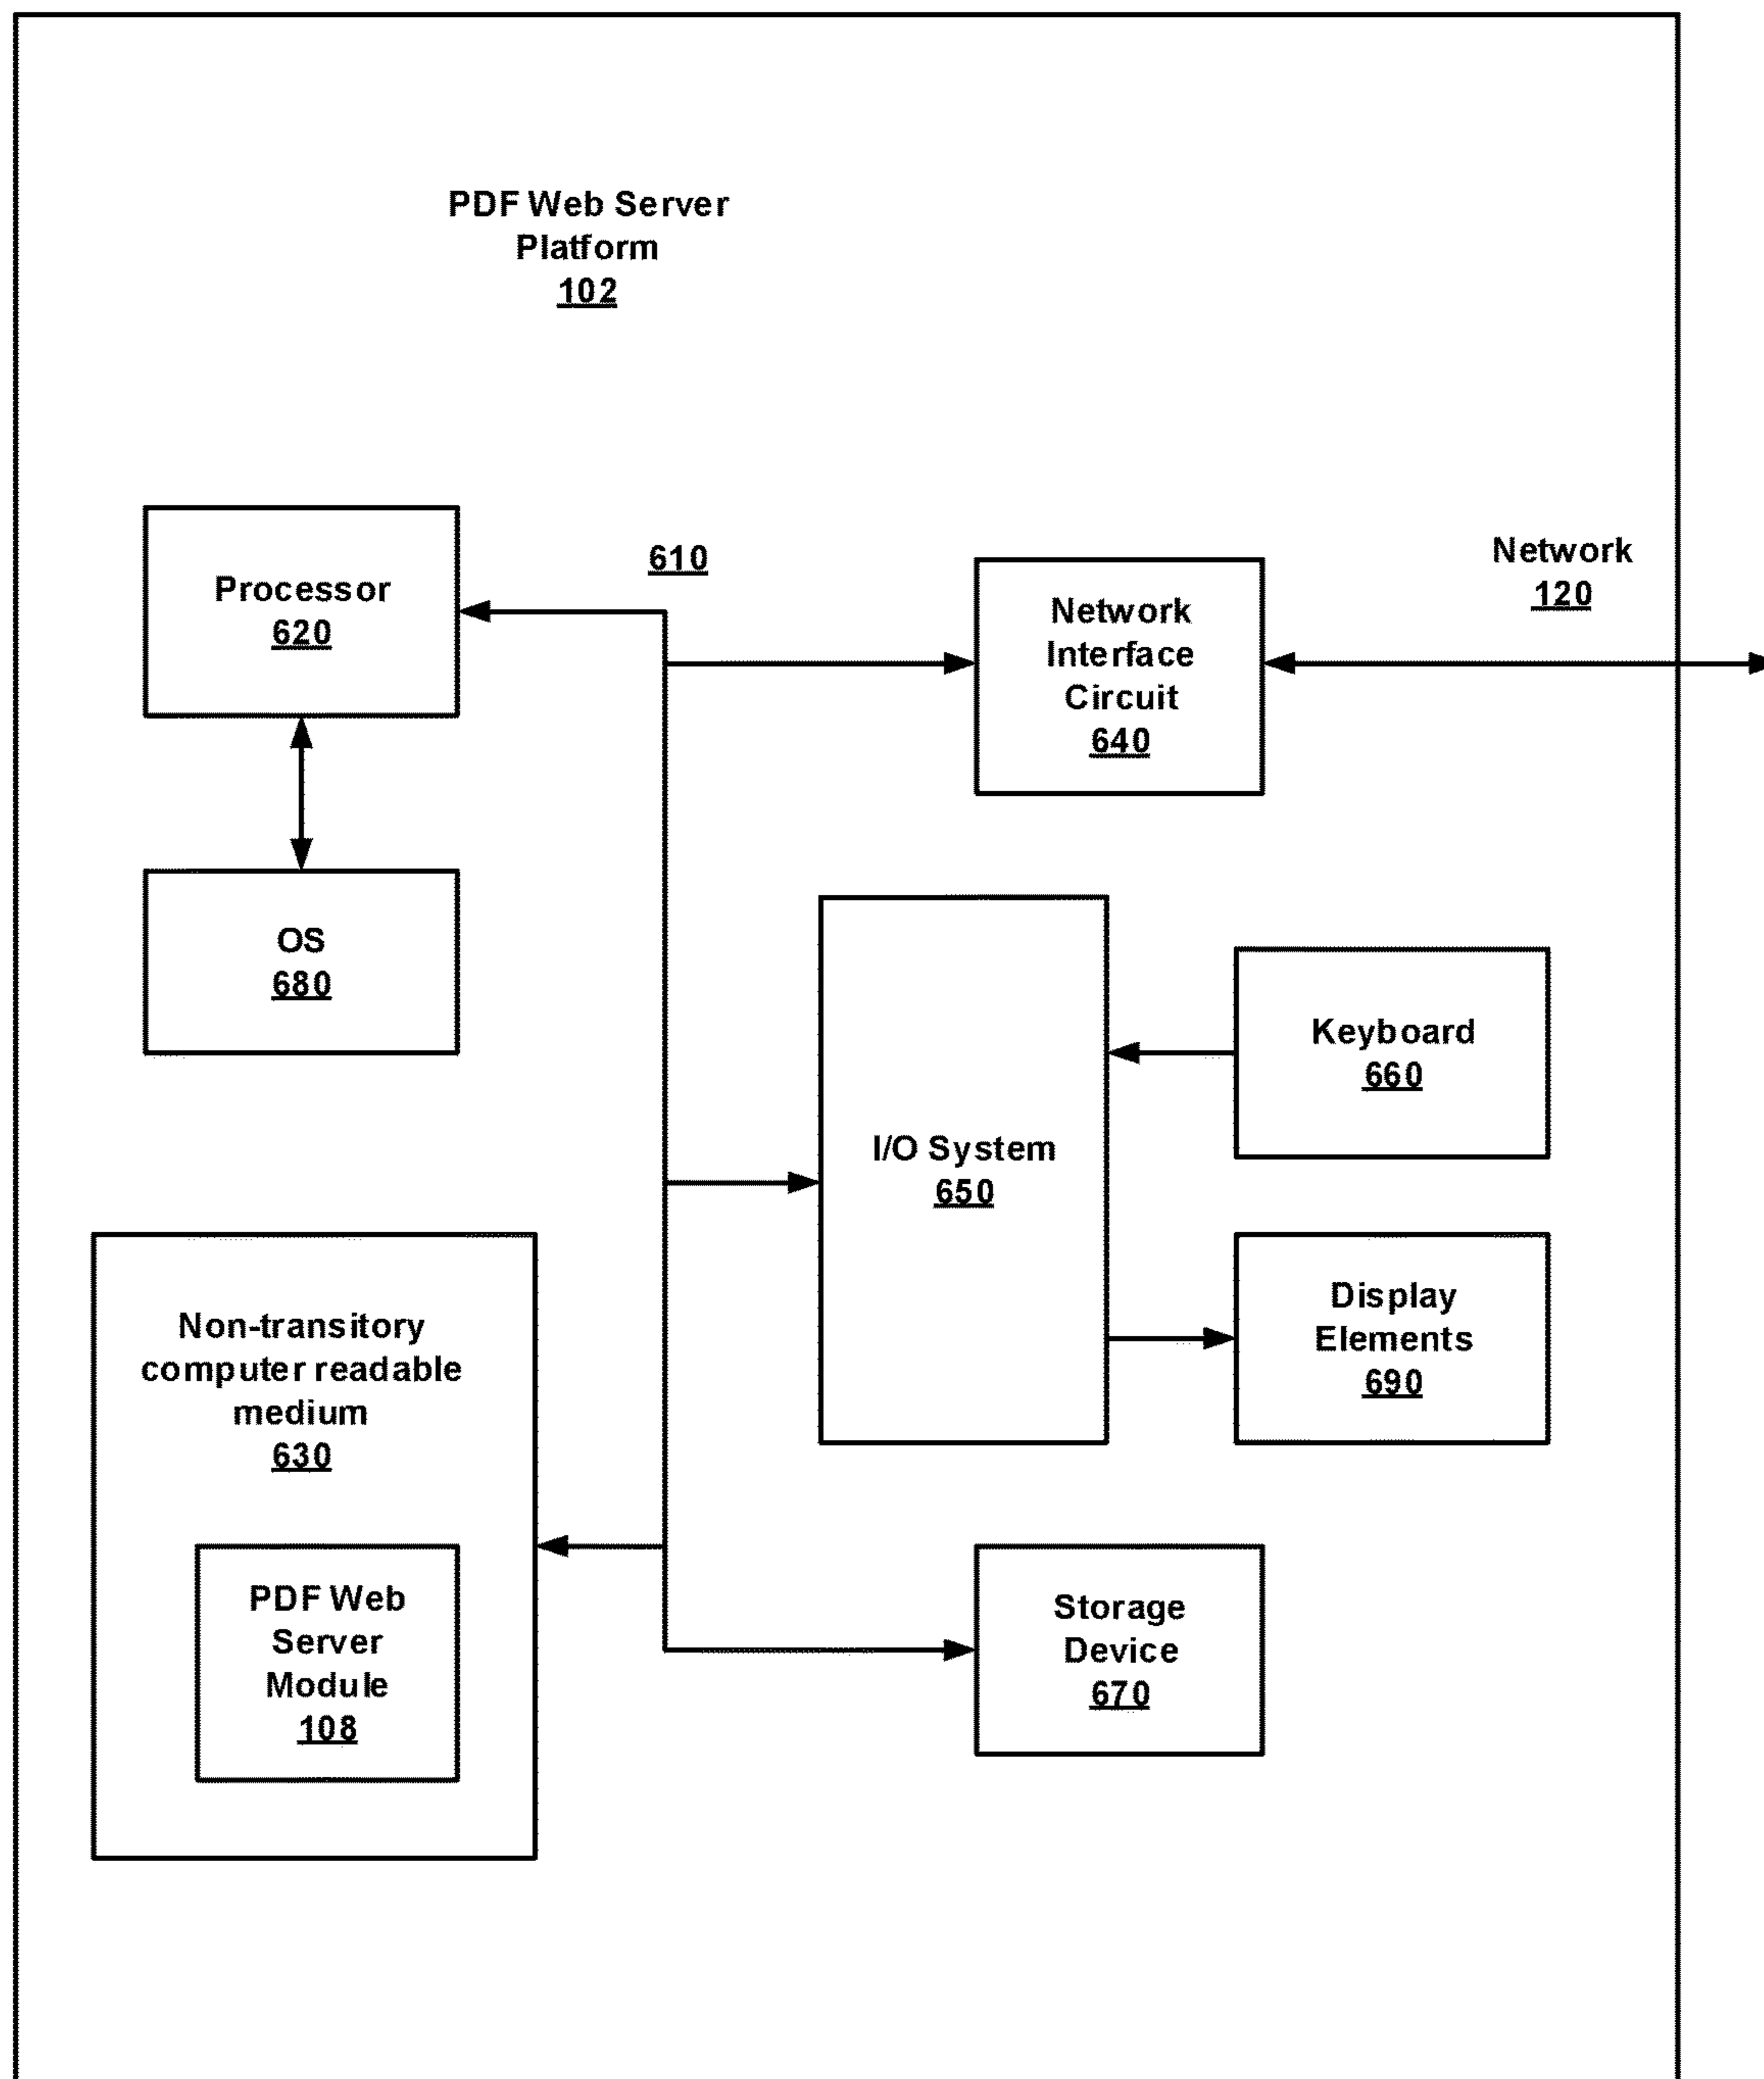 PDF Web Server
Platform
102
Processor
620
610
Network
Interface
Circuit
640
Network
120
OS
680
I/O System
650
Keyboard
660
Display
Elements
690
Non-transitory
computer readable
medium
630
PDF Web
Server
Module
108
Storage
Device
670